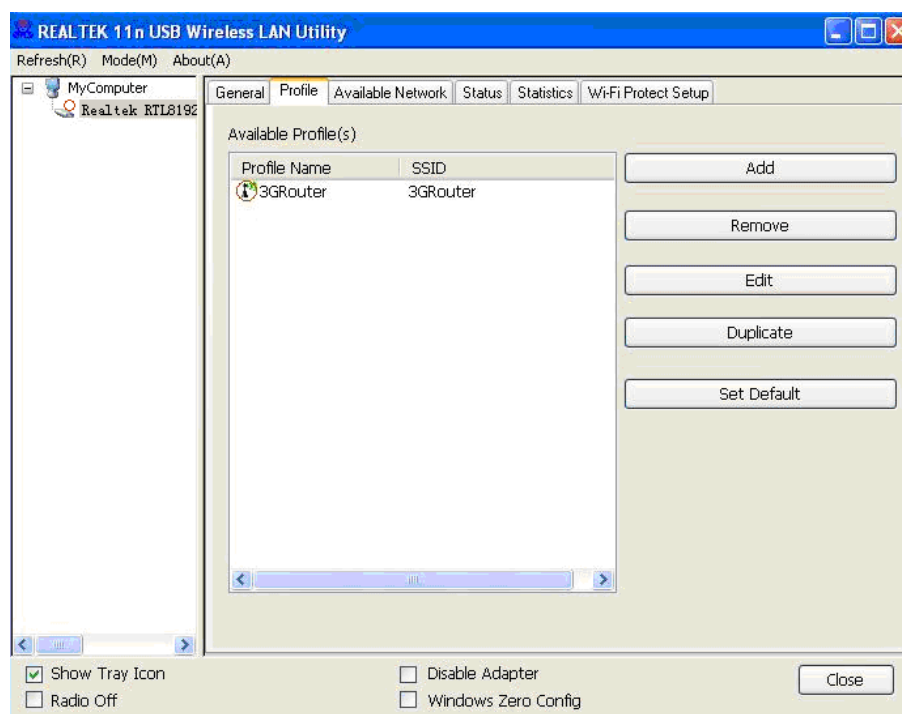 REALTEK 11n USB Wireless LAN Utility
Refresh(R) Mode(M) About(A)
MyComputer
Realtek RTL8192
General Profile Available Network Status Statistics Wi-Fi Protect Setup
Available Profile(s)
Profile Name SSID
3GRouter 3GRouter
Add
Remove
Edit
Duplicate
Set Default
Show Tray Icon
Radio Off
Disable Adapter
Windows Zero Config
Close